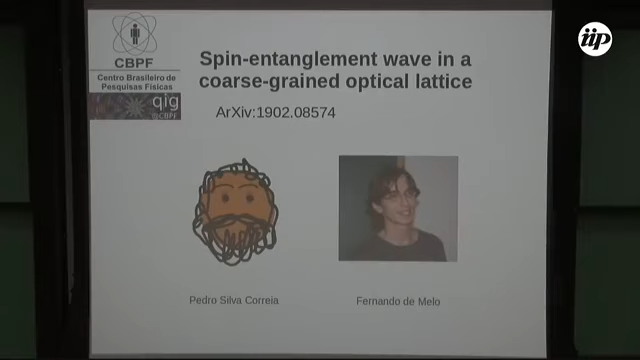 iip
CBPF
Centro Brasileiro de
Pesquisas Físicas
qig
@CBPF
Spin-entanglement wave in a
coarse-grained optical lattice
ArXiv:1902.08574
Pedro Silva Correia
Fernando de Melo